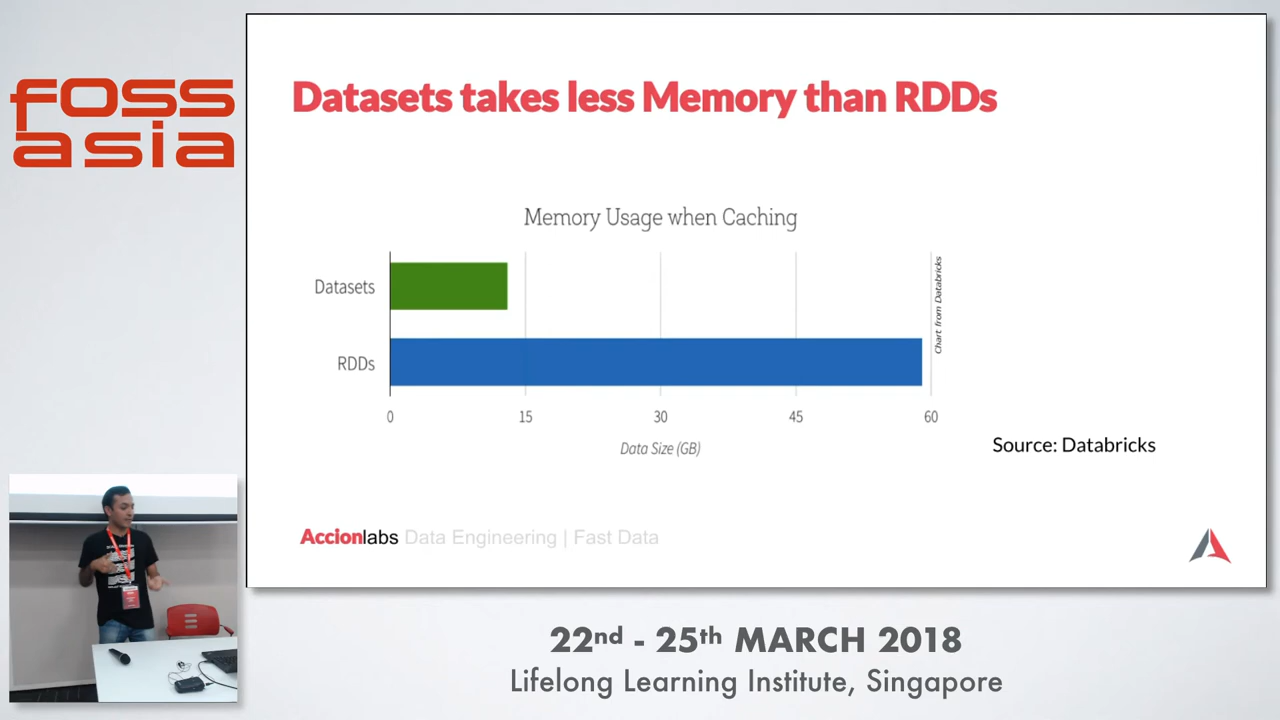 foss
asia
Datasets takes less Memory than RDDs
Memory Usage when Caching
Datasets
RDDs
0 15 30 45 60
Data Size (GB)
Chart from Databricks
Source: Databricks
Accionlabs Data Engineering | Fast Data
22nd - 25th MARCH 2018
Lifelong Learning Institute, Singapore